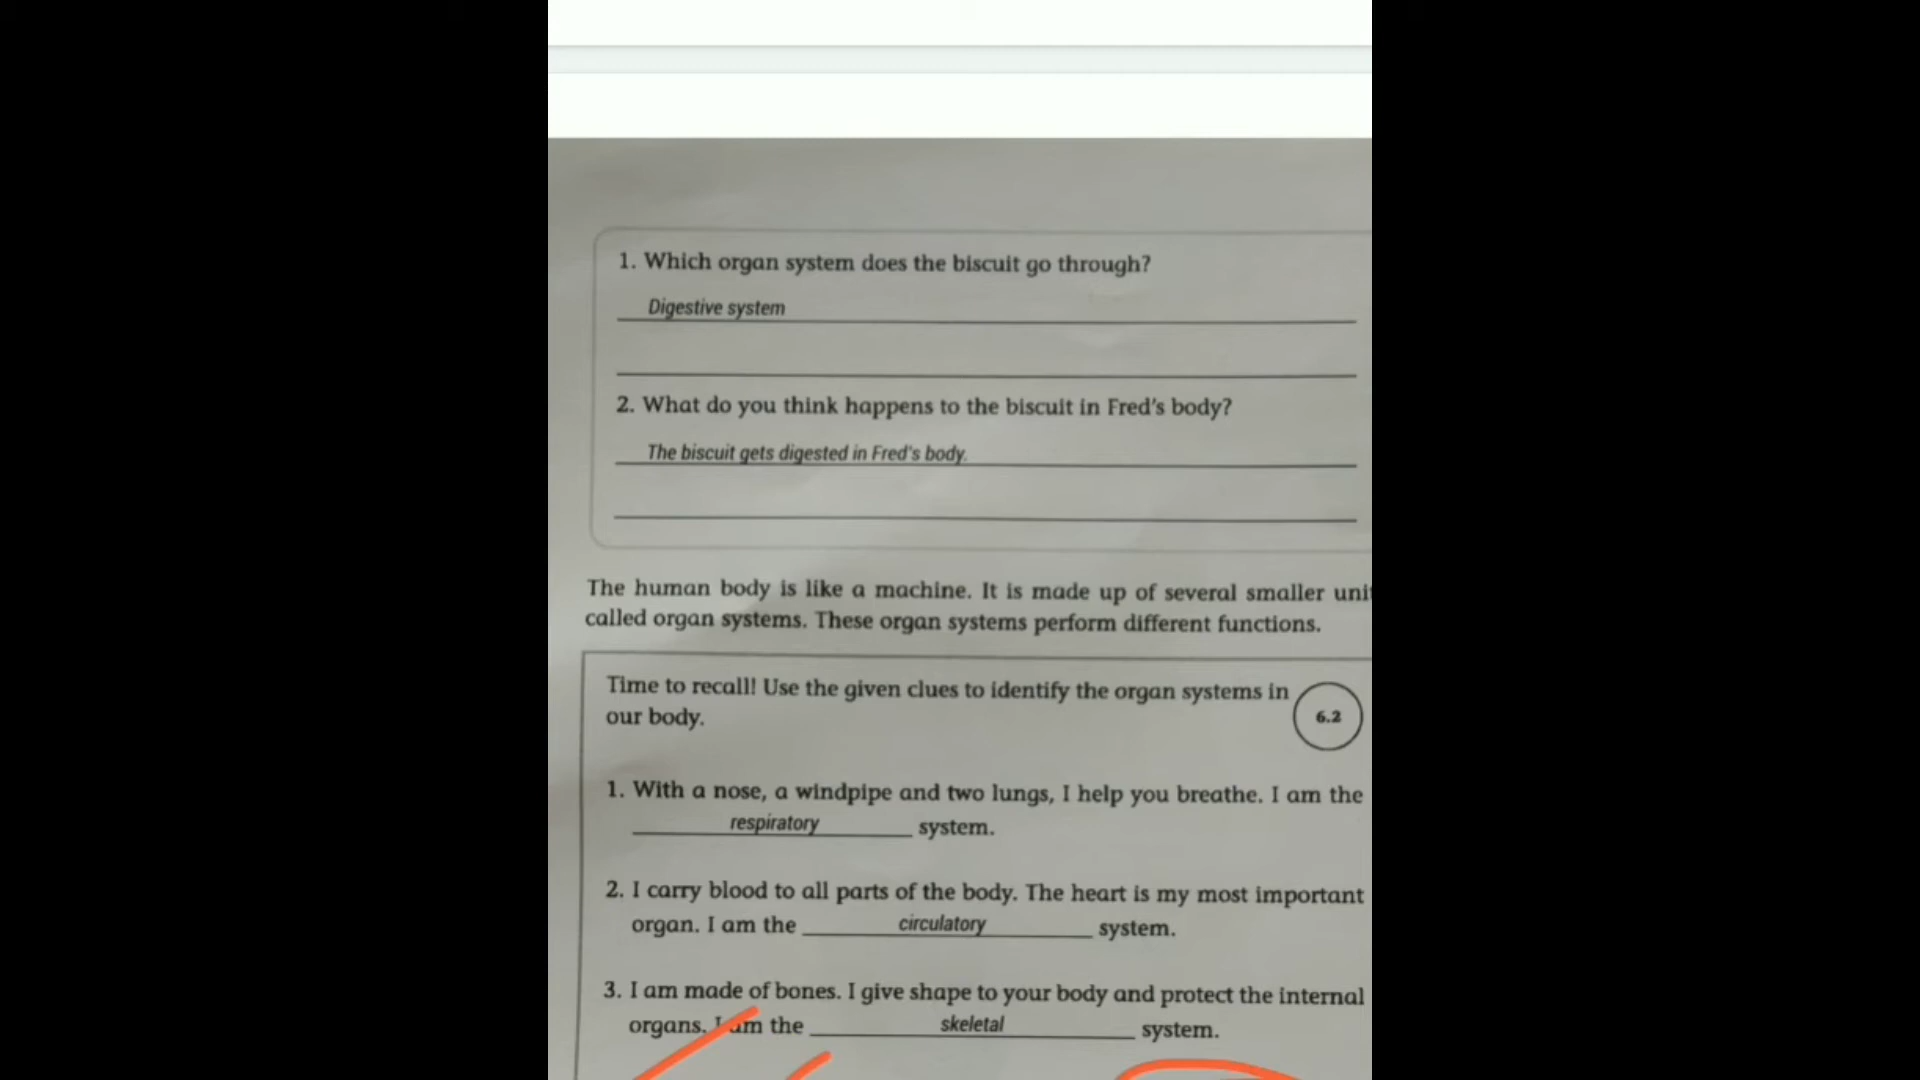 1. Which organ system does the biscuit go through?
Digestive system
2. What do you think happens to the biscuit in Fred's body?
The biscuit gets digested in Fred's body.
The human body is like a machine. It is made up of several smaller
called organ systems. These organ systems perform different functions.
Time to recall! Use the given clues to identify the organ systems in
our body.
6.2
1. With a nose, a windpipe and two lungs, I help you breathe. I am the
respiratory system.
2. I carry blood to all parts of the body. The heart is my most important
organ. I am the circulatory system.
3. I am made of bones. I give shape to your body and protect the internal
organs. I am the skeletal system.